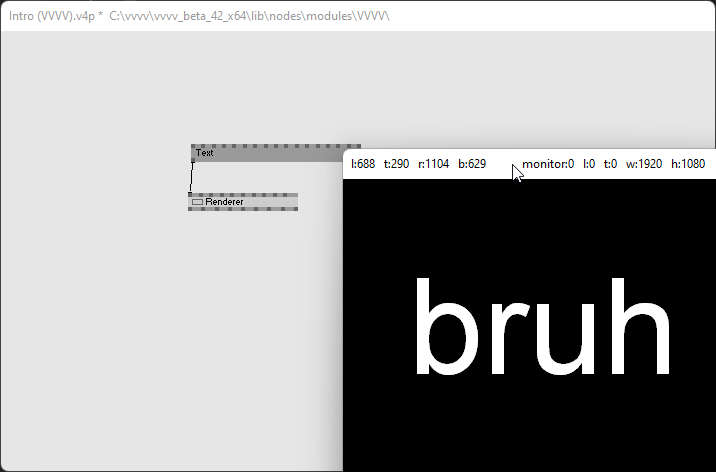 Intro (VVVV).v4p * C:\vvvv\vvvv_beta_42_x64\lib\nodes\modules\VVVV\
Text
l:688 t:290 r:1104 b:629 monitor:0 l:0 t:0 w:1920 h:1080
Renderer
bruh